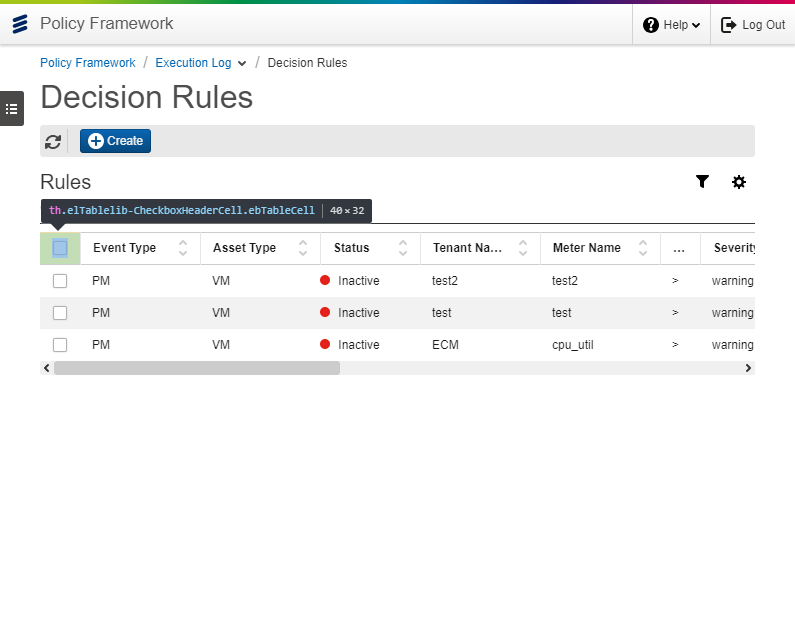 Policy Framework
Help
Log Out
Policy Framework / Execution Log / Decision Rules
Decision Rules
Create
Rules
th.elTablelib-CheckboxHeaderCell.ebTableCell | 40×32
Event Type Asset Type Status Tenant Na... Meter Name ... Severity
PM VM Inactive test2 test2 > warning
PM VM Inactive test test > warning
PM VM Inactive ECM cpu_util > warning